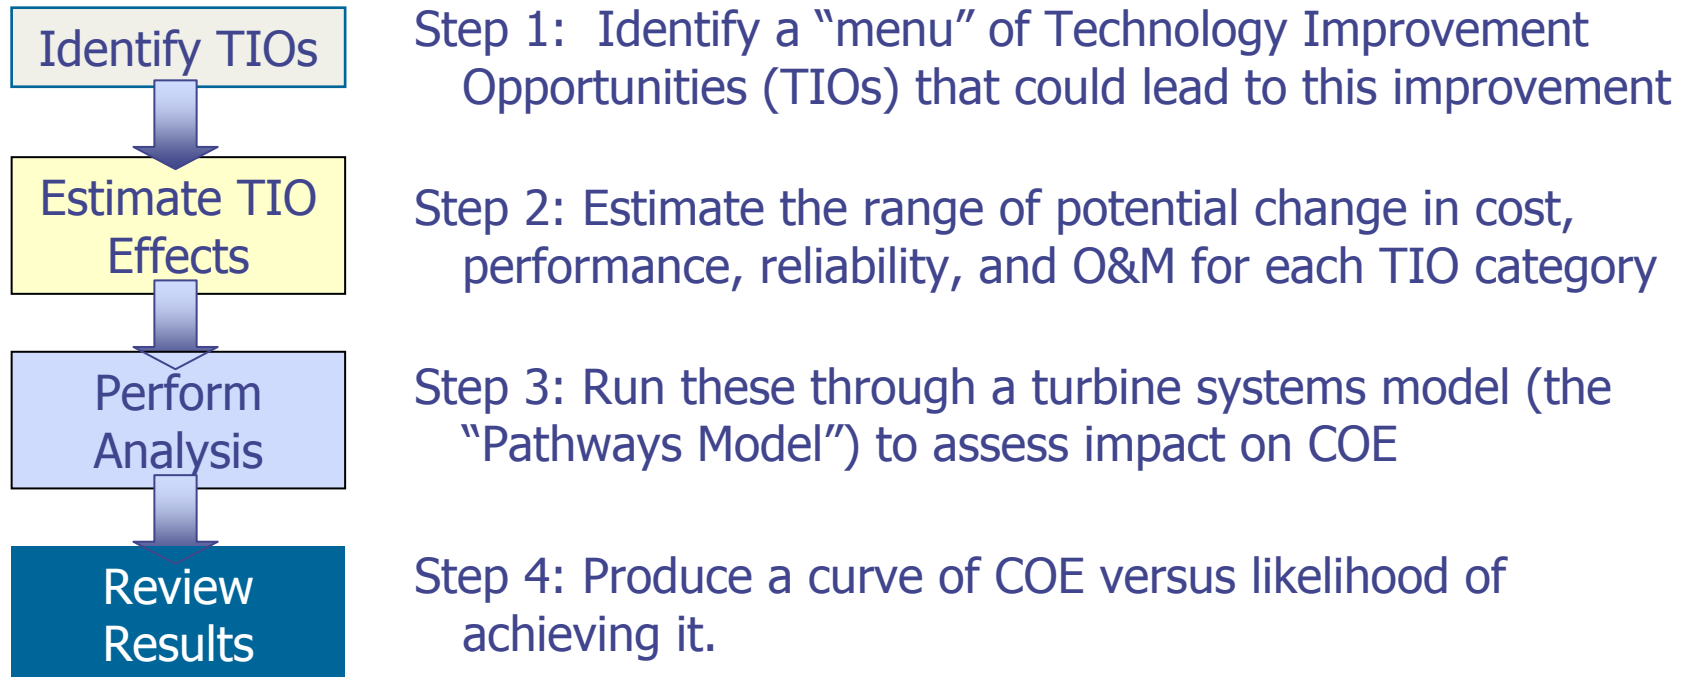 Identify TIOs
Step 1:  Identify a “menu” of Technology Improvement
Opportunities (TIOs) that could lead to this improvement
Estimate TIO
Effects
Step 2: Estimate the range of potential change in cost,
performance, reliability, and O&M for each TIO category
Perform
Analysis
Step 3: Run these through a turbine systems model (the
“Pathways Model”) to assess impact on COE
Review
Results
Step 4: Produce a curve of COE versus likelihood of
achieving it.